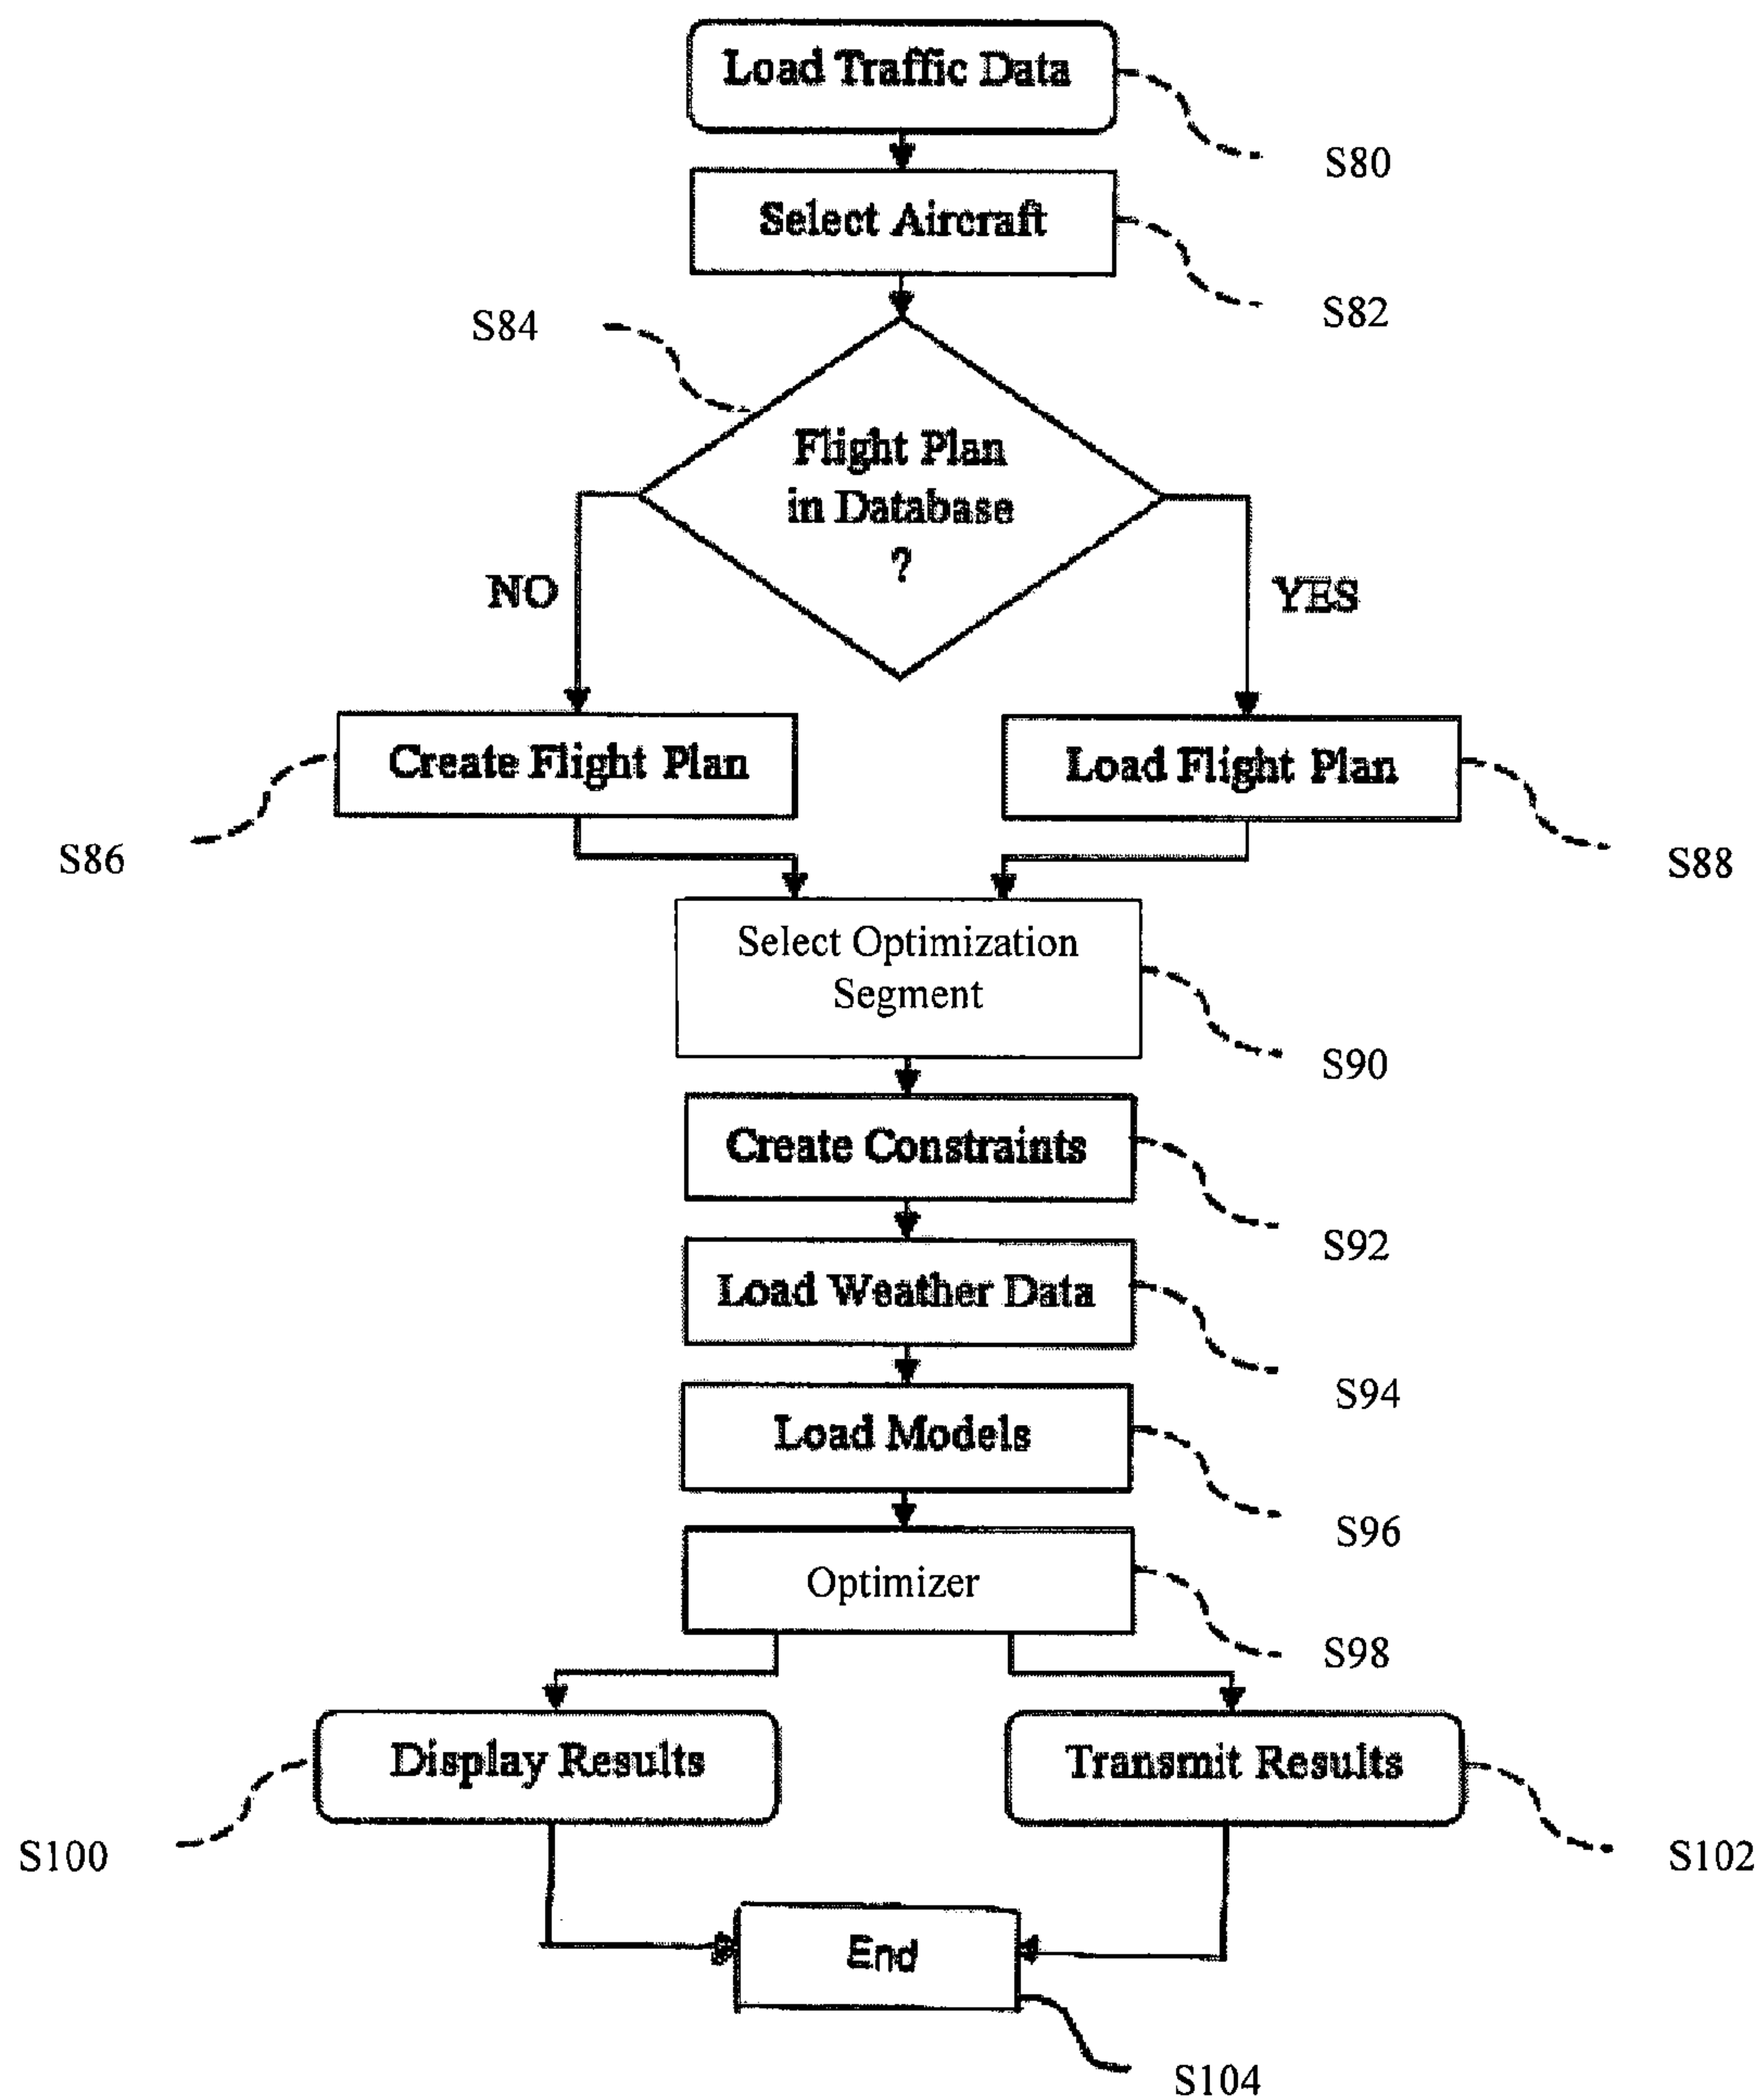 Load Traffic Data
S80
Select Aircraft
S82
S84
Flight Plan
in Database
?
NO
YES
Create Flight Plan
Load Flight Plan
S86
S88
Select Optimization
Segment
S90
Create Constraints
S92
Load Weather Data
S94
Load Models
S96
Optimizer
S98
Display Results
Transmit Results
S100
S102
End
S104